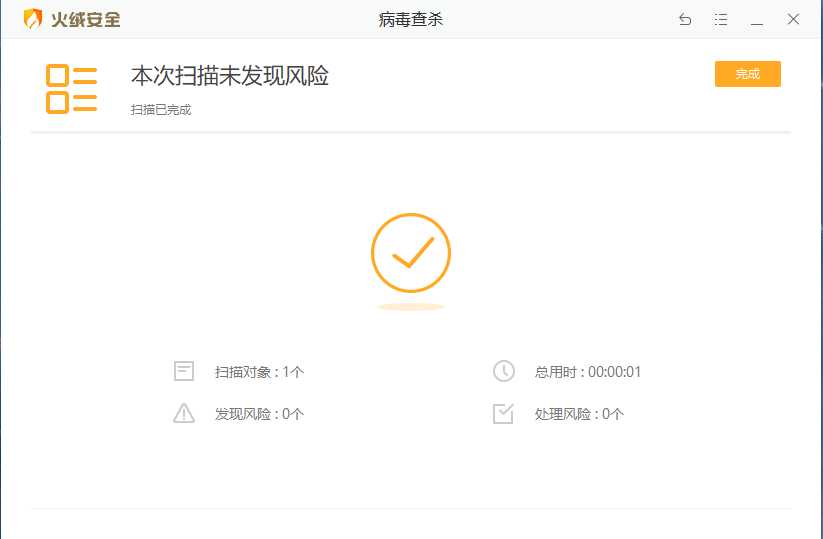 火绒安全
病毒查杀
本次扫描未发现风险
完成
扫描已完成
扫描对象 : 1个
总用时 : 00:00:01
发现风险 : 0个
处理风险 : 0个